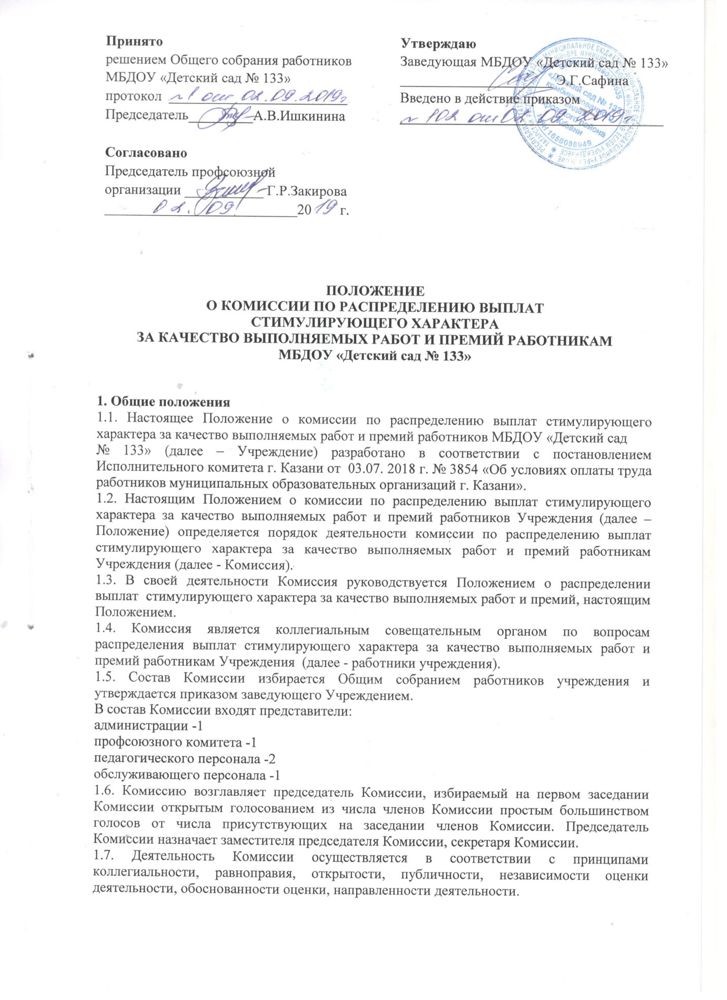 Принято
решением Общего собрания работников
МБДОУ «Детский сад № 133»
протокол № 1 от 02.09.2019г
Председатель_________А.В.Ишкинина
Согласовано
Председатель профсоюзной
организации ___________Г.Р.Закирова
02. 09. 2019 г.
Утверждаю
Заведующая МБДОУ «Детский сад № 133»
Э.Г.Сафина
Введено в действие приказом
№ 102 от 02 09 2019г
ПОЛОЖЕНИЕ
О КОМИССИИ ПО РАСПРЕДЕЛЕНИЮ ВЫПЛАТ
СТИМУЛИРУЮЩЕГО ХАРАКТЕРА
ЗА КАЧЕСТВО ВЫПОЛНЯЕМЫХ РАБОТ И ПРЕМИЙ РАБОТНИКАМ
МБДОУ «Детский сад № 133»
1. Общие положения
1.1. Настоящее Положение о комиссии по распределению выплат стимулирующего
характера за качество выполняемых работ и премий работников МБДОУ «Детский сад
№ 133» (далее – Учреждение) разработано в соответствии с постановлением
Исполнительного комитета г. Казани от 03.07. 2018 г. № 3854 «Об условиях оплаты труда
работников муниципальных образовательных организаций г. Казани».
1.2. Настоящим Положением о комиссии по распределению выплат стимулирующего
характера за качество выполняемых работ и премий работников Учреждения (далее –
Положение) определяется порядок деятельности комиссии по распределению выплат
стимулирующего характера за качество выполняемых работ и премий работникам
Учреждения (далее - Комиссия).
1.3. В своей деятельности Комиссия руководствуется Положением о распределении
выплат стимулирующего характера за качество выполняемых работ и премий, настоящим
Положением.
1.4. Комиссия является коллегиальным совещательным органом по вопросам
распределения выплат стимулирующего характера за качество выполняемых работ и
премий работникам Учреждения (далее - работники учреждения).
1.5. Состав Комиссии избирается Общим собранием работников учреждения и
утверждается приказом заведующего Учреждением.
В состав Комиссии входят представители:
администрации -1
профсоюзного комитета -1
педагогического персонала -2
обслуживающего персонала -1
1.6. Комиссию возглавляет председатель Комиссии, избираемый на первом заседании
Комиссии открытым голосованием из числа членов Комиссии простым большинством
голосов от числа присутствующих на заседании членов Комиссии. Председатель
Комиссии назначает заместителя председателя Комиссии, секретаря Комиссии.
1.7. Деятельность Комиссии осуществляется в соответствии с принципами
коллегиальности, равноправия, открытости, публичности, независимости оценки
деятельности, обоснованности оценки, направленности деятельности.